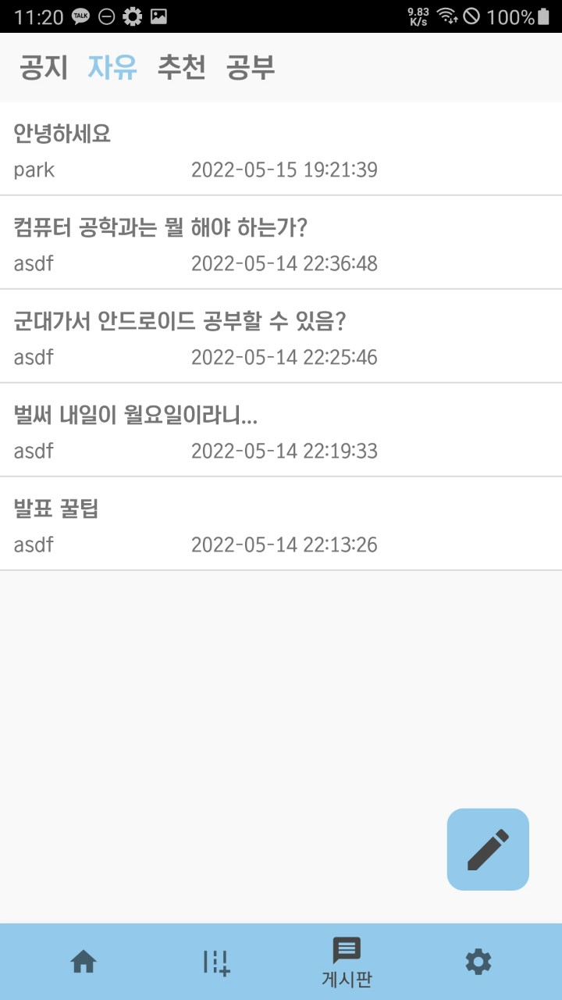 11:20 TALK 9.83 K/s 100%
공지 자유 추천 공부
안녕하세요
park 2022-05-15 19:21:39
컴퓨터 공학과는 뭘 해야 하는가?
asdf 2022-05-14 22:36:48
군대가서 안드로이드 공부할 수 있음?
asdf 2022-05-14 22:25:46
벌써 내일이 월요일이라니...
asdf 2022-05-14 22:19:33
발표 꿀팁
asdf 2022-05-14 22:13:26
게시판